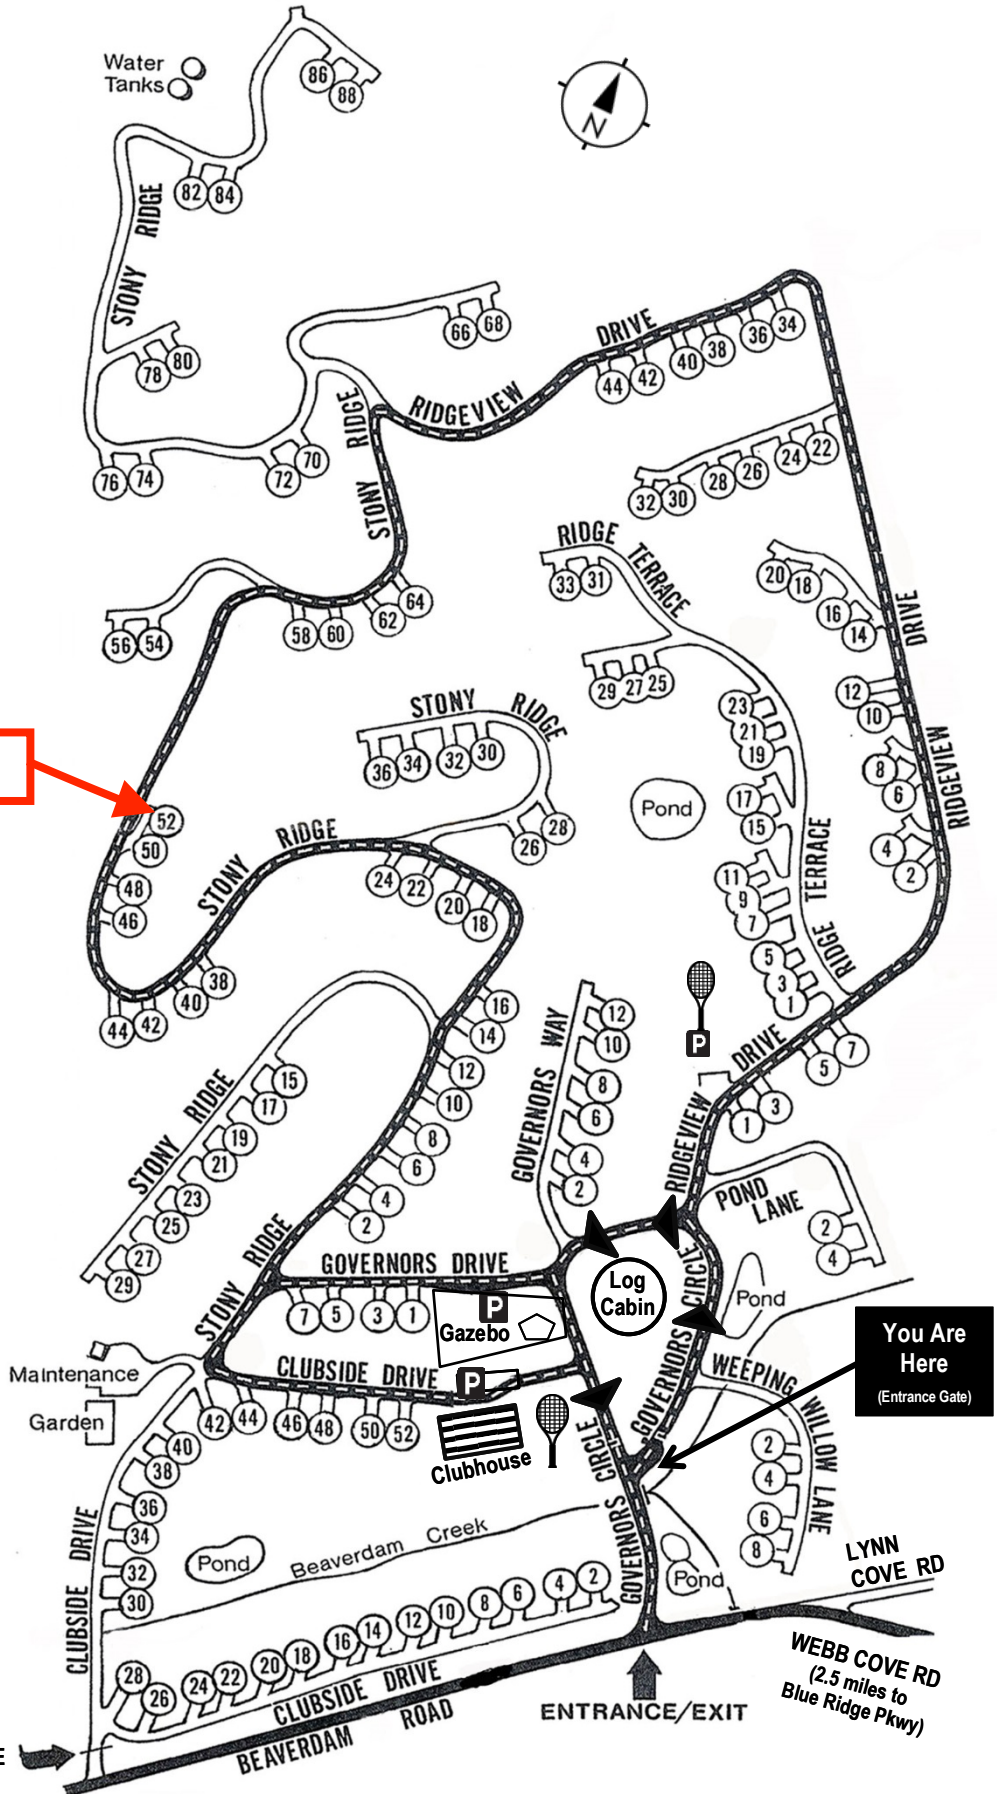 Water
Tanks
86
88
N
82
84
STONY RIDGE
78
80
66
68
DRIVE
44
42
40
38
36
34
RIDGEVIEW
RIDGE
STONY
76
74
72
70
32
30
28
26
24
22
RIDGE TERRACE
33
31
20
18
16
14
DRIVE
56
54
58
60
62
64
29
27
25
12
10
STONY RIDGE
36
34
32
30
23
21
19
8
6
RIDGEVIEW
Pond
17
15
4
2
52
50
48
46
RIDGE
STONY
28
26
24
22
20
18
TERRACE
11
9
7
5
3
1
RIDGE
44
42
40
38
16
14
12
10
8
6
4
2
P
DRIVE
7
5
3
1
RIDGEVIEW
GOVERNORS WAY
12
10
8
6
4
2
STONY RIDGE
15
17
19
21
23
25
27
29
POND
LANE
2
4
STONY RIDGE
GOVERNORS DRIVE
7
5
3
1
P
Gazebo
Log
Cabin
GOVERNORS CIRCLE
Pond
You Are
Here
(Entrance Gate)
Maintenance
Garden
CLUBSIDE DRIVE
P
42
44
46
48
50
52
Clubhouse
WEEPING WILLOW LANE
2
4
6
8
GOVERNORS CIRCLE
40
38
36
34
32
30
CLUBSIDE DRIVE
Pond
Beaverdam Creek
Pond
LYNN
COVE RD
28
26
24
22
20
18
16
14
12
10
8
6
4
2
CLUBSIDE DRIVE
BEAVERDAM ROAD
ENTRANCE/EXIT
WEBB COVE RD
(2.5 miles to
Blue Ridge Pkwy)
E